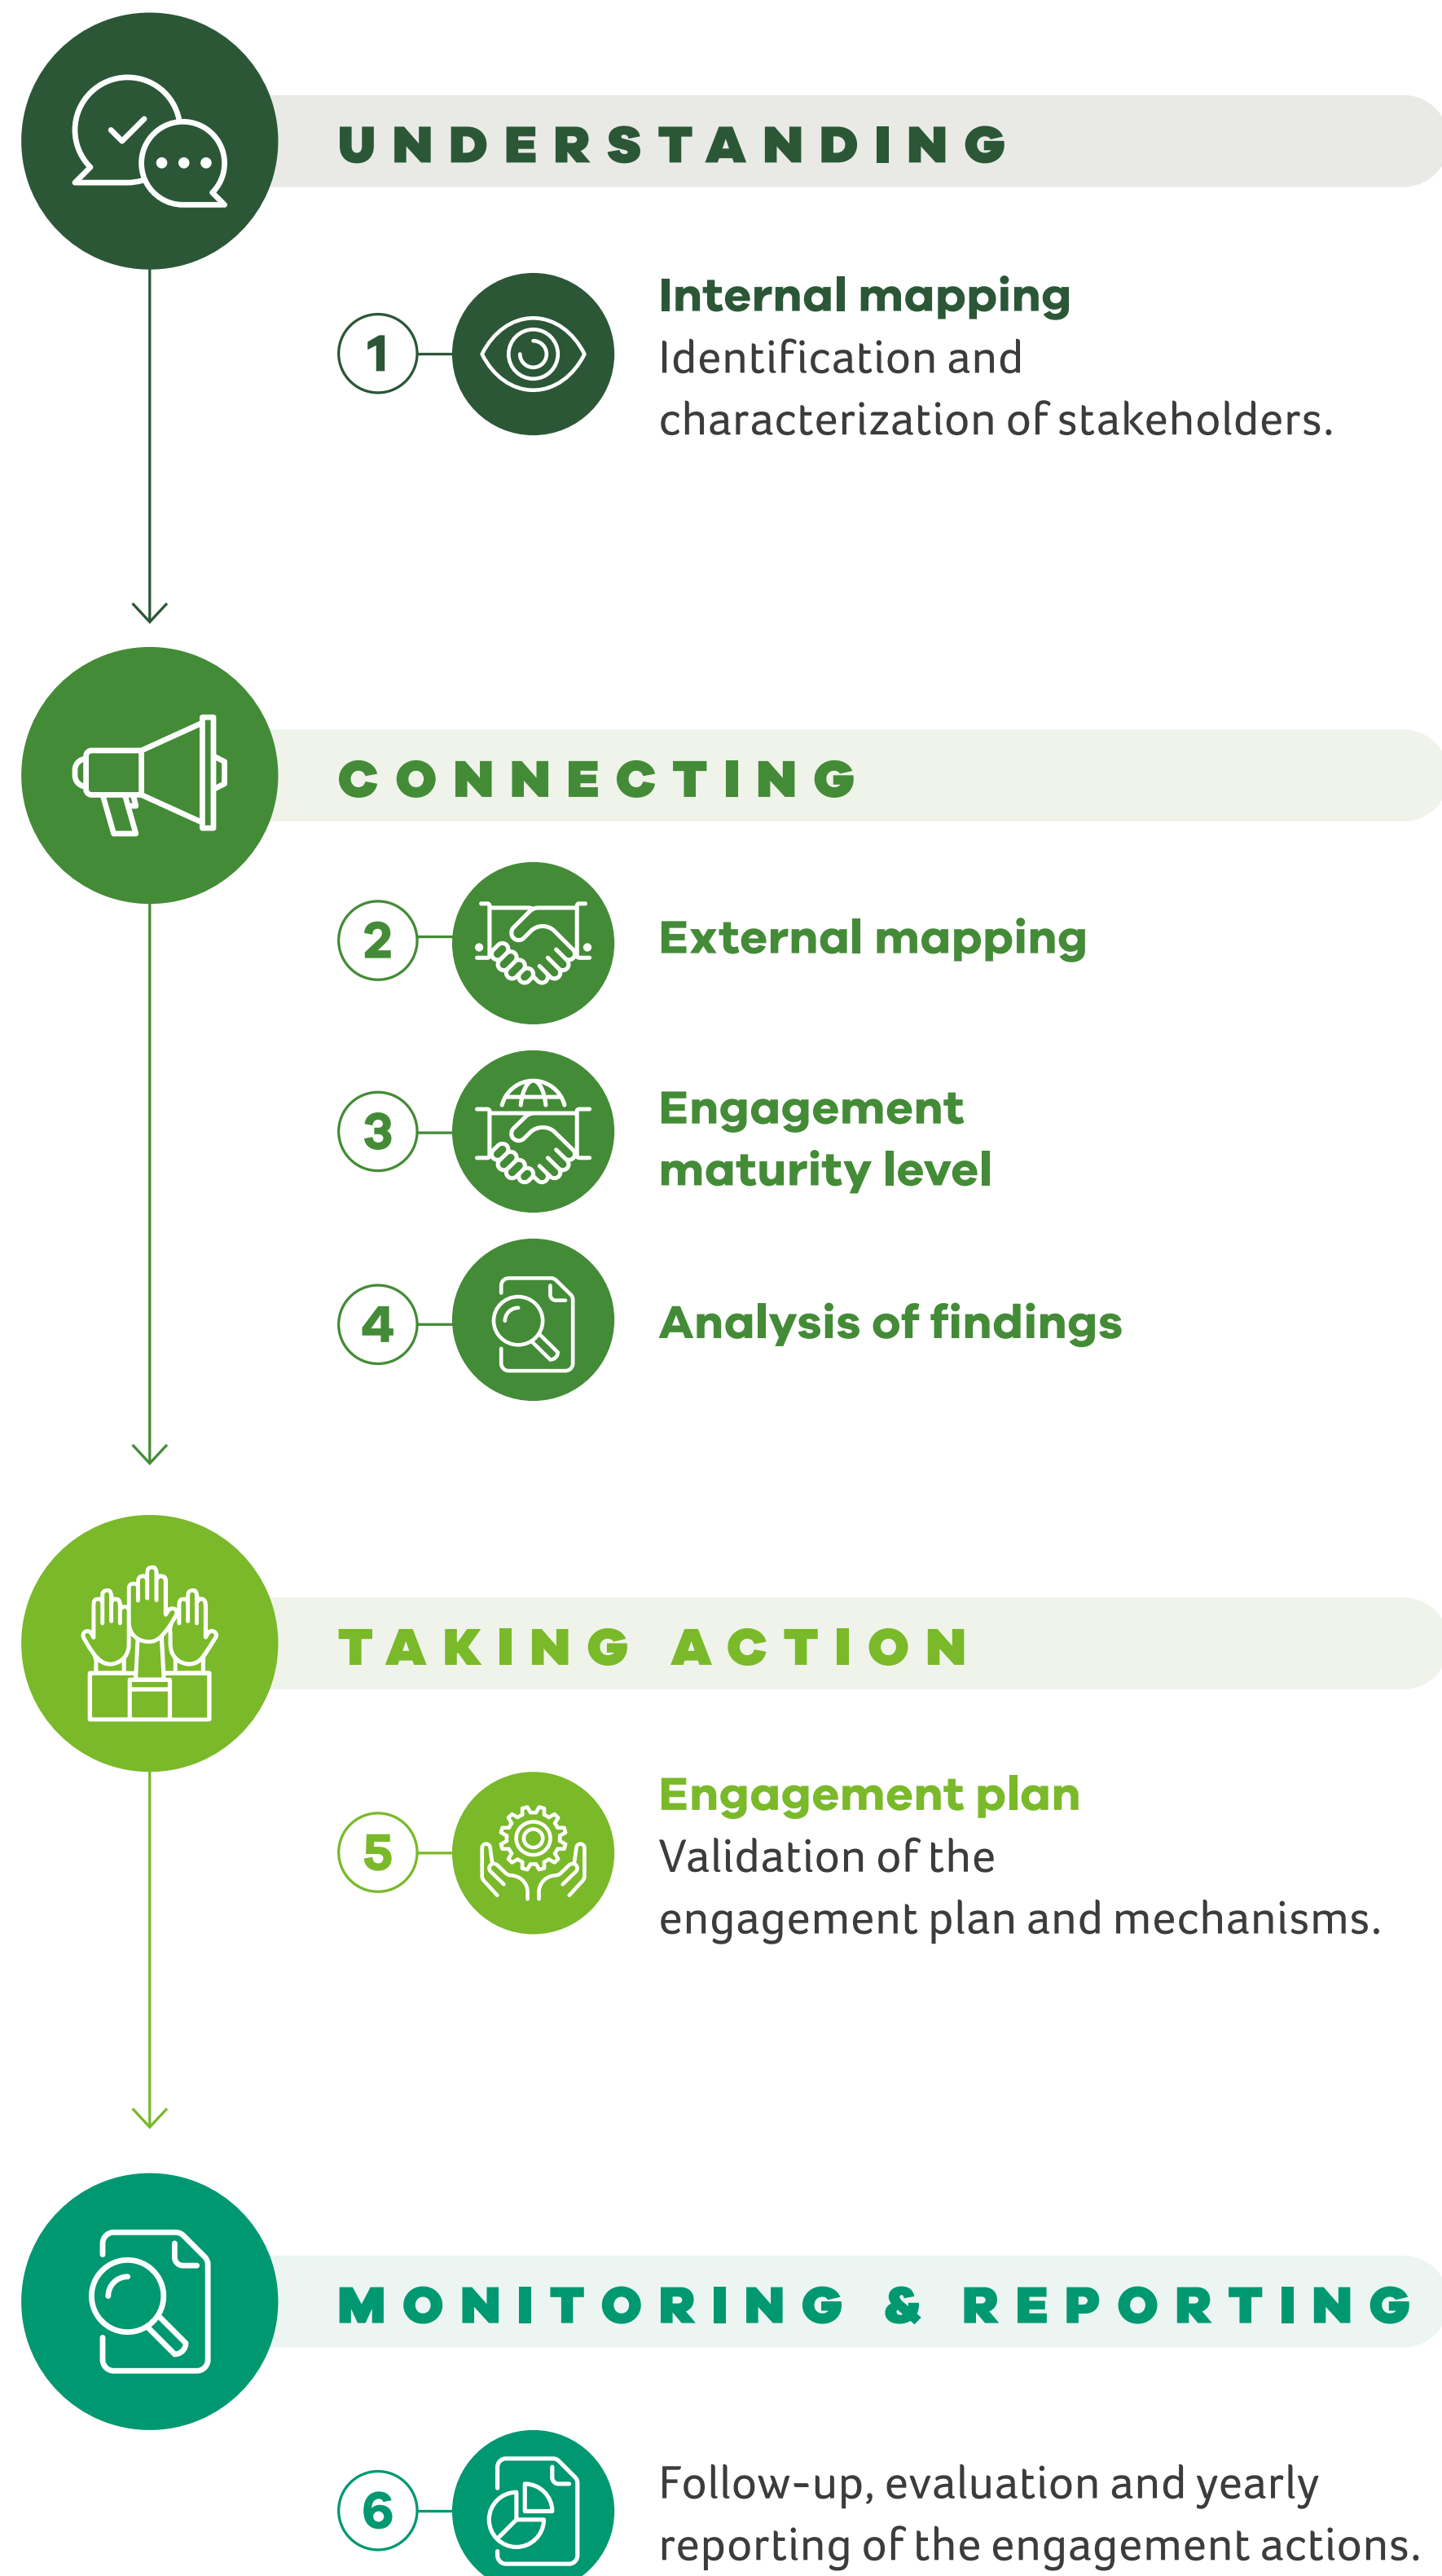 UNDERSTANDING
1
Internal mapping
Identification and
characterization of stakeholders.
CONNECTING
2
External mapping
3
Engagement
maturity level
4
Analysis of findings
TAKING ACTION
5
Engagement plan
Validation of the
engagement plan and mechanisms.
MONITORING & REPORTING
6
Follow-up, evaluation and yearly
reporting of the engagement actions.